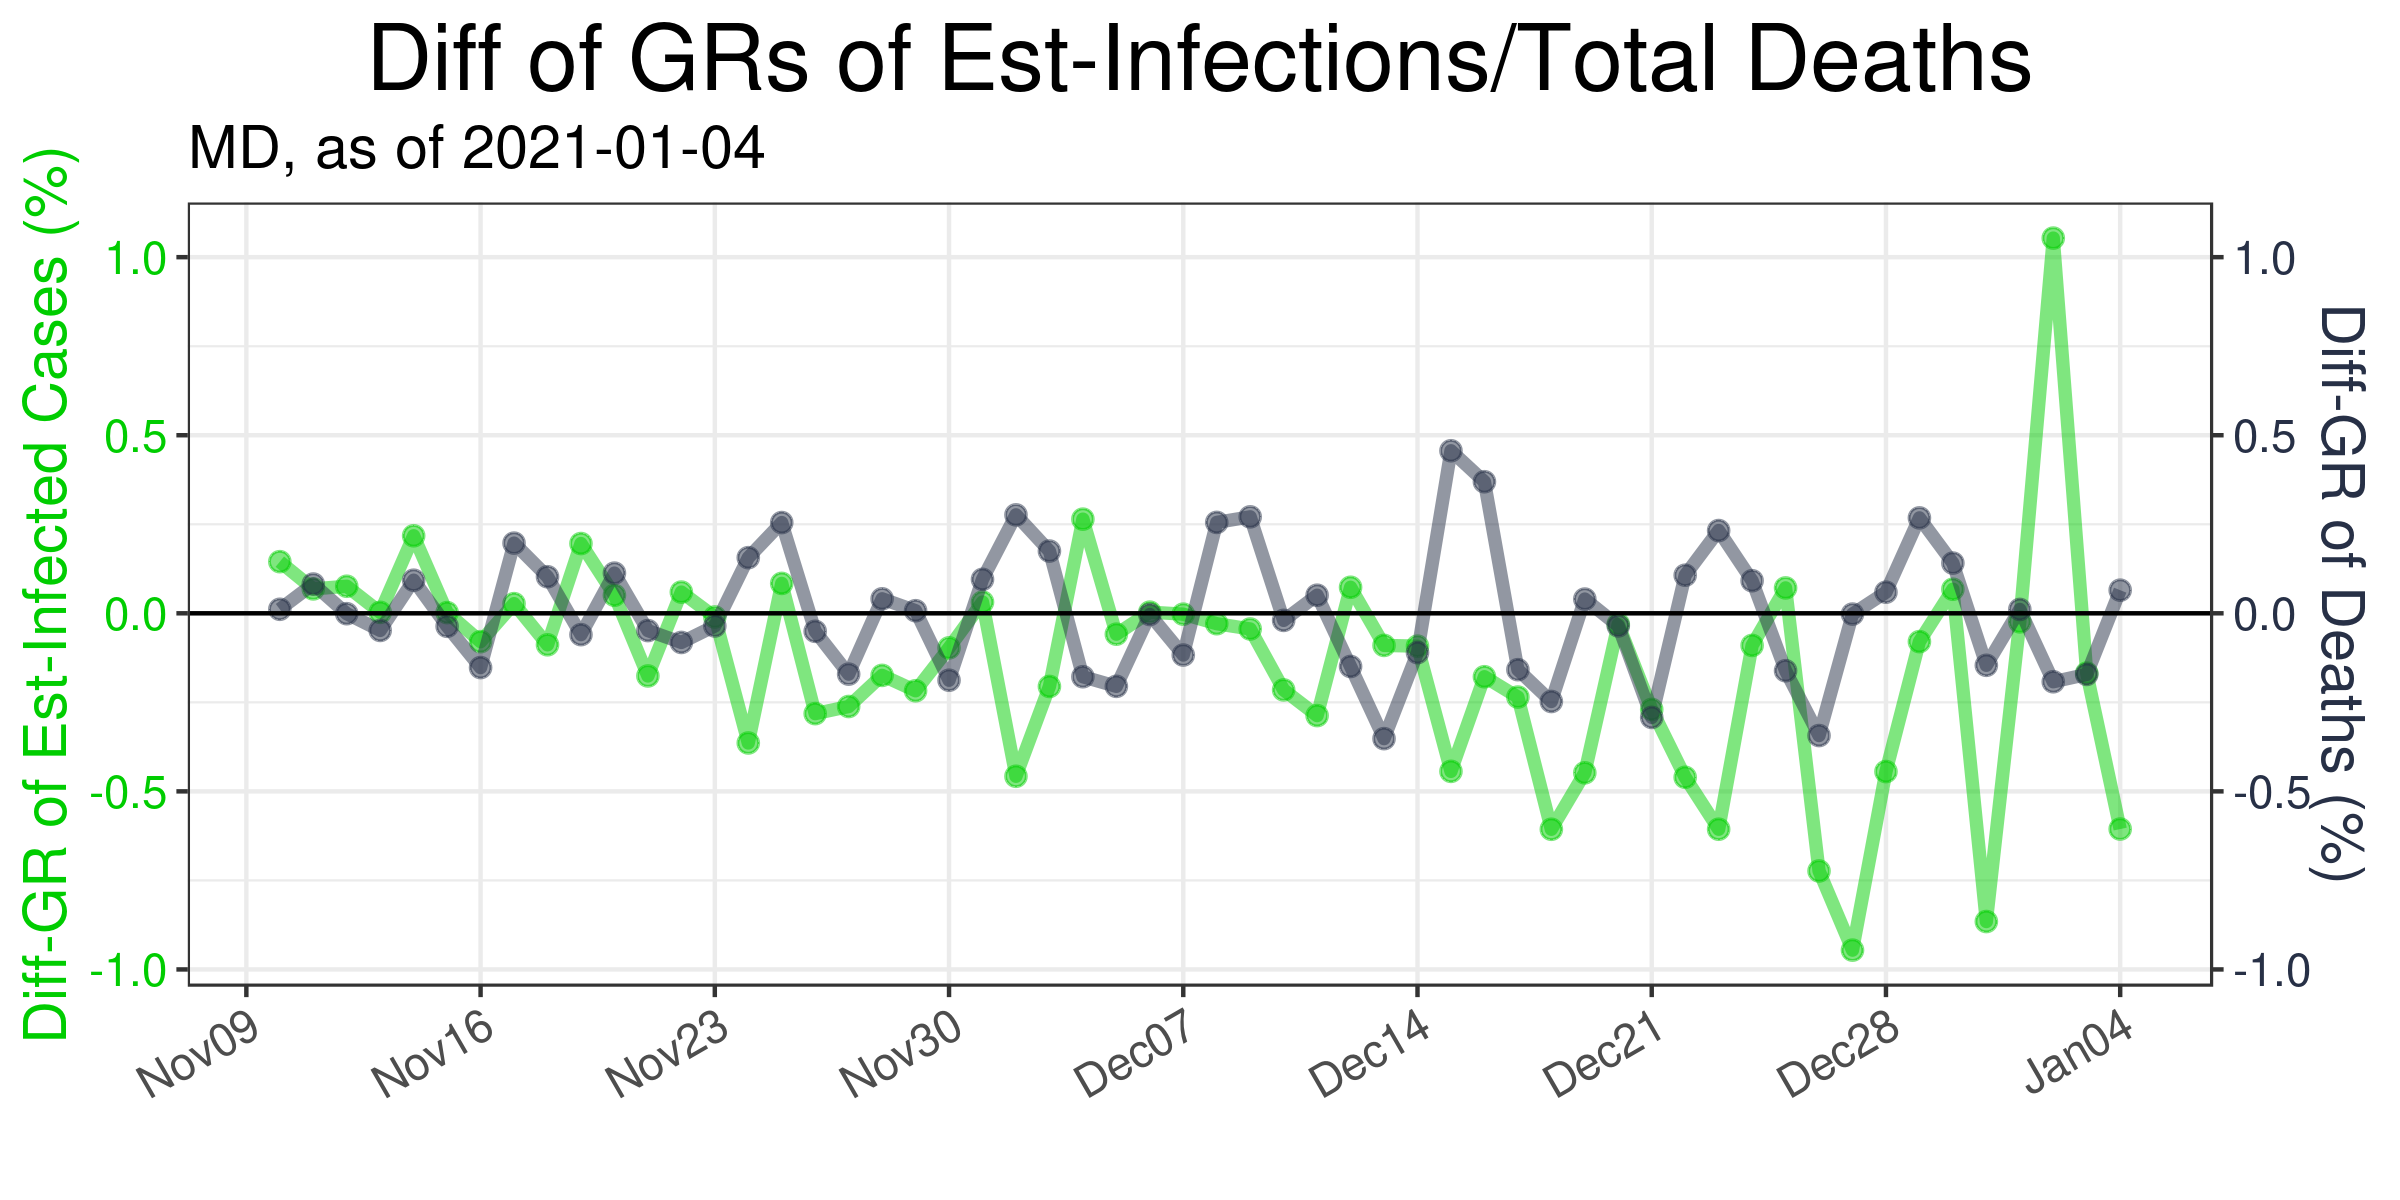 Diff of GRs of Est-Infections/Total Deaths
MD, as of 2021-01-04
Diff-GR of Est-Infected Cases (%)
1.0
0.5
0.0
-0.5
-1.0
1.0
0.5
0.0
-0.5
-1.0
Diff-GR of Deaths (%)
Nov09
Nov16
Nov23
Nov30
Dec07
Dec14
Dec21
Dec28
Jan04